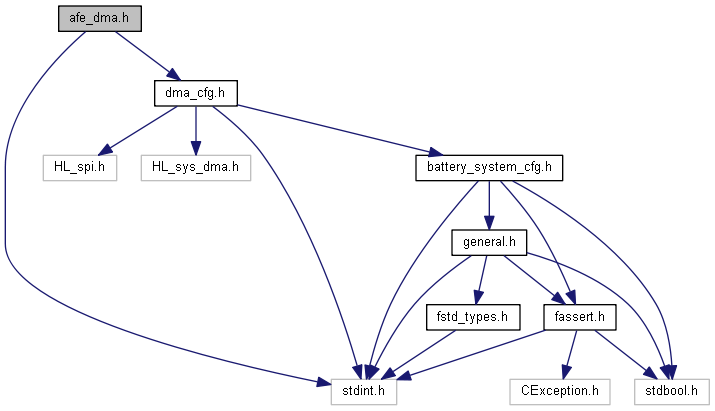 afe_dma.h
dma_cfg.h
HL_spi.h
HL_sys_dma.h
battery_system_cfg.h
general.h
fstd_types.h
fassert.h
stdint.h
CException.h
stdbool.h